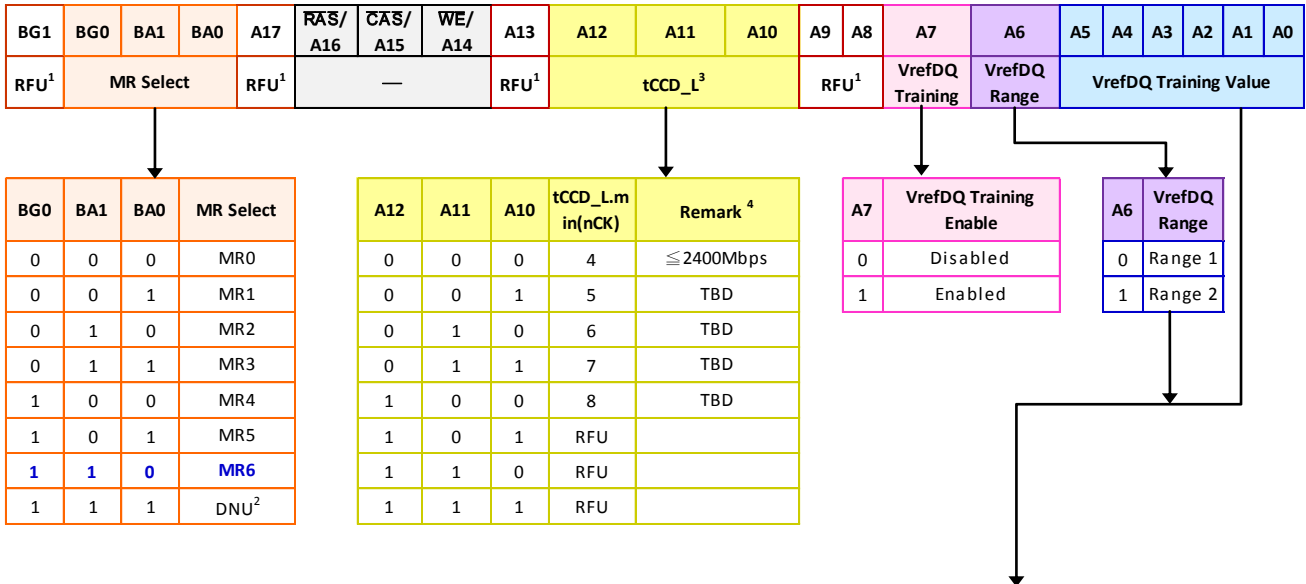 BG1 BG0 BA1 BA0 A17 RAS/ A16 CAS/ A15 WE/ A14 A13 A12 A11 A10 A9 A8 A7 A6 A5 A4 A3 A2 A1 A0
RFU¹ MR Select RFU¹ — RFU¹ tCCD_L³ RFU¹ VrefDQ Training VrefDQ Range VrefDQ Training Value
BG0 BA1 BA0 MR Select
0 0 0 MR0
0 0 1 MR1
0 1 0 MR2
0 1 1 MR3
1 0 0 MR4
1 0 1 MR5
1 1 0 MR6
1 1 1 DNU²
A12 A11 A10 tCCD_L.m in(nCK) Remark ⁴
0 0 0 4 ≦2400Mbps
0 0 1 5 TBD
0 1 0 6 TBD
0 1 1 7 TBD
1 0 0 8 TBD
1 0 1 RFU
1 1 0 RFU
1 1 1 RFU
A7 VrefDQ Training Enable
0 Disabled
1 Enabled
A6 VrefDQ Range
0 Range 1
1 Range 2